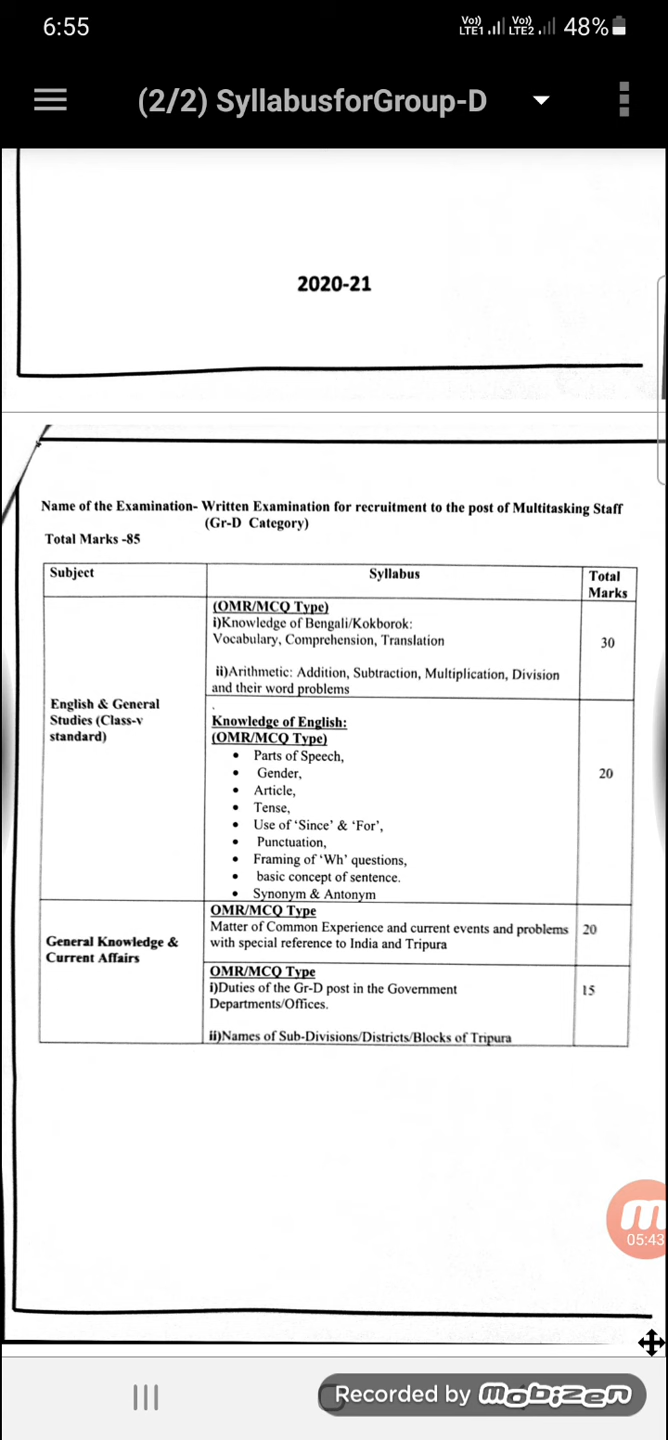 6:55
Vo)) LTE1 Vo)) LTE2 48%
(2/2) SyllabusforGroup-D
2020-21
Name of the Examination- Written Examination for recruitment to the post of Multitasking Staff
(Gr-D Category)
Total Marks -85
Subject
Syllabus
Total
Marks
English & General
Studies (Class-v
standard)
(OMR/MCQ Type)
i)Knowledge of Bengali/Kokborok:
Vocabulary, Comprehension, Translation
ii)Arithmetic: Addition, Subtraction, Multiplication, Division
and their word problems
30
Knowledge of English:
(OMR/MCQ Type)
• Parts of Speech,
• Gender,
• Article,
• Tense,
• Use of ‘Since’ & ‘For’,
• Punctuation,
• Framing of ‘Wh’ questions,
• basic concept of sentence.
• Synonym & Antonym
20
General Knowledge &
Current Affairs
OMR/MCQ Type
Matter of Common Experience and current events and problems
with special reference to India and Tripura
20
OMR/MCQ Type
i)Duties of the Gr-D post in the Government
Departments/Offices.
ii)Names of Sub-Divisions/Districts/Blocks of Tripura
15
m
05:43
Recorded by mobizen